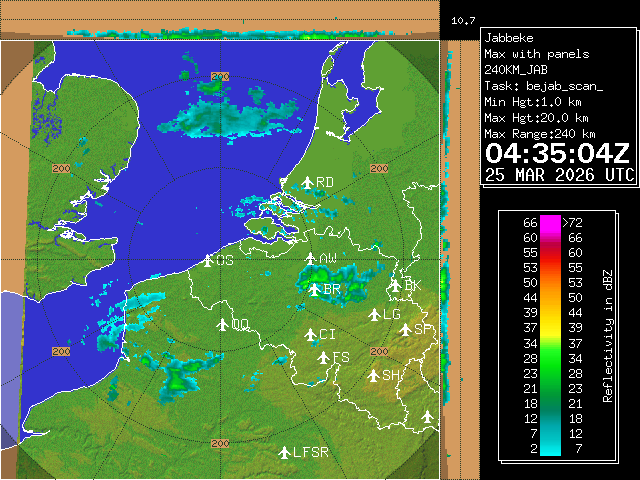 10.7
Jabbeke
Max with panels
240KM_JAB
Task: bejab_scan_
Min Hgt:1.0 km
Max Hgt:20.0 km
Max Range:240 km
04:35:04Z
25 MAR 2026 UTC
200
200
200
RD
OS
AW
BR
BK
LG
QQ
CI
SP
200
200
FS
SH
200
LFSR
66 >72
60 66
55 60
53 55
50 53
44 50
39 44
37 39
34 37
28 34
24 28
23 24
21 23
18 21
12 18
7 12
2 7
Reflectivity in dBZ